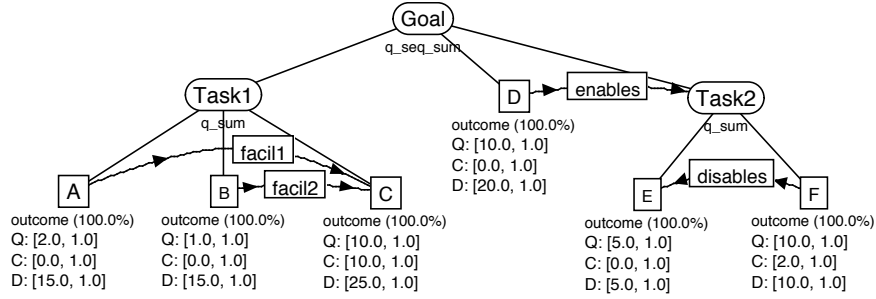 Goal
q_seq_sum
Task1
q_sum
D
enables
Task2
q_sum
outcome (100.0%)
Q: [10.0, 1.0]
C: [0.0, 1.0]
D: [20.0, 1.0]
facil1
A
B
facil2
C
E
disables
F
outcome (100.0%)
Q: [2.0, 1.0]
C: [0.0, 1.0]
D: [15.0, 1.0]
outcome (100.0%)
Q: [1.0, 1.0]
C: [0.0, 1.0]
D: [15.0, 1.0]
outcome (100.0%)
Q: [10.0, 1.0]
C: [10.0, 1.0]
D: [25.0, 1.0]
outcome (100.0%)
Q: [5.0, 1.0]
C: [0.0, 1.0]
D: [5.0, 1.0]
outcome (100.0%)
Q: [10.0, 1.0]
C: [2.0, 1.0]
D: [10.0, 1.0]